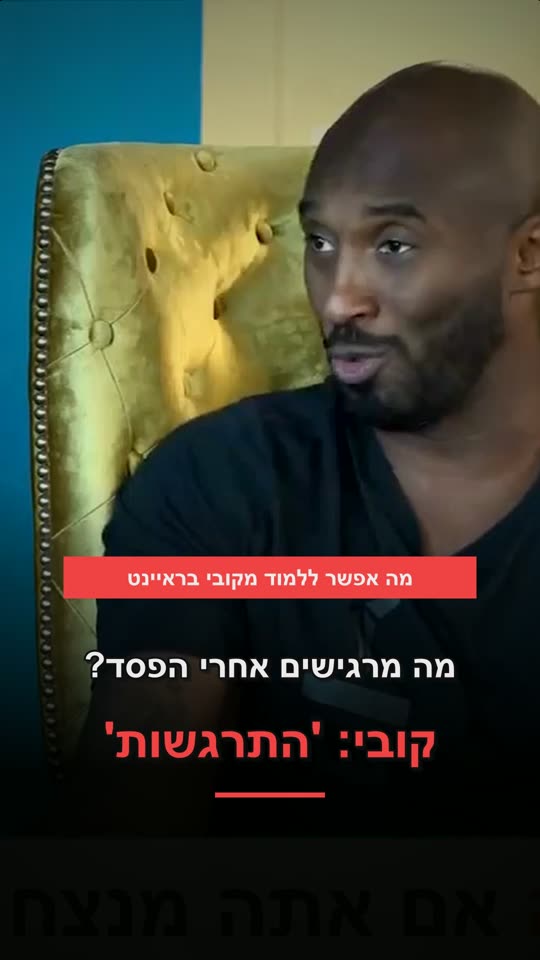 מה אפשר ללמוד מקובי בראיינט
מה מרגישים אחרי הפסד?
קובי: 'התרגשות'
אם אתה מנצח